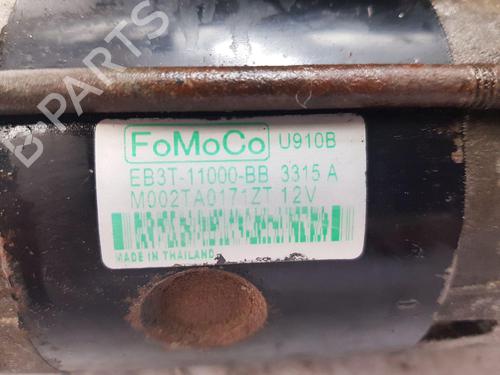 B-PARTS
FoMoCo U910B
EB3T-11000-BB 3315 A
M002TA0171ZT 12V
MADE IN THAILAND